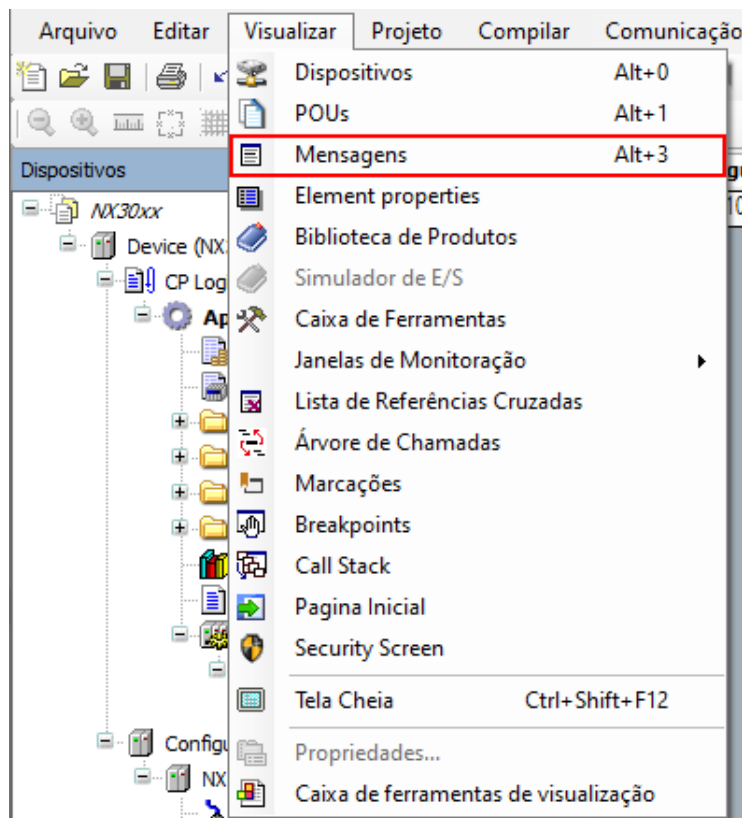 Arquivo Editar Visualizar Projeto Compilar Comunicação
Dispositivos Alt+0
POUs Alt+1
Dispositivos
Mensagens Alt+3
NX30xx
Element properties
Device (NX
Biblioteca de Produtos
CP Log
Simulador de E/S
Ap
Caixa de Ferramentas
Janelas de Monitoração
Lista de Referências Cruzadas
Árvore de Chamadas
Marcações
Breakpoints
Call Stack
Pagina Inicial
Security Screen
Tela Cheia Ctrl+Shift+F12
Configu
Propriedades...
NX
Caixa de ferramentas de visualização